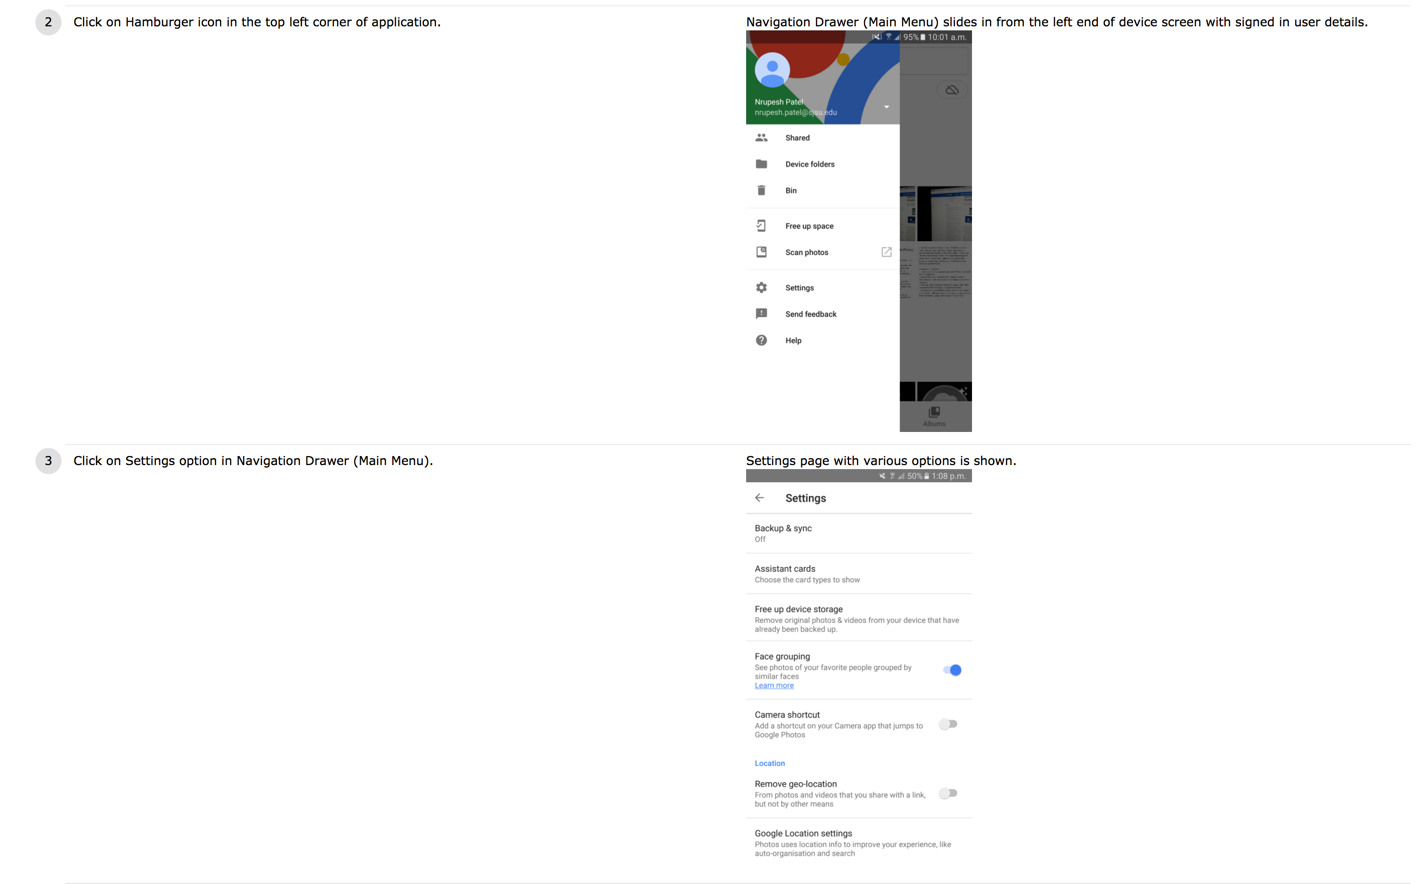 2 Click on Hamburger icon in the top left corner of application.
Navigation Drawer (Main Menu) slides in from the left end of device screen with signed in user details.
95% 10:01 a.m.
Nrupesh Patel
nrupesh.patel@sjsu.edu
Shared
Device folders
Bin
Free up space
Scan photos
Settings
Send feedback
Help
Albums
3 Click on Settings option in Navigation Drawer (Main Menu).
Settings page with various options is shown.
50% 1:08 p.m.
Settings
Backup & sync
Off
Assistant cards
Choose the card types to show
Free up device storage
Remove original photos & videos from your device that have
already been backed up.
Face grouping
See photos of your favorite people grouped by
similar faces
Learn more
Camera shortcut
Add a shortcut on your Camera app that jumps to
Google Photos
Location
Remove geo-location
From photos and videos that you share with a link,
but not by other means
Google Location settings
Photos uses location info to improve your experience, like
auto-organisation and search